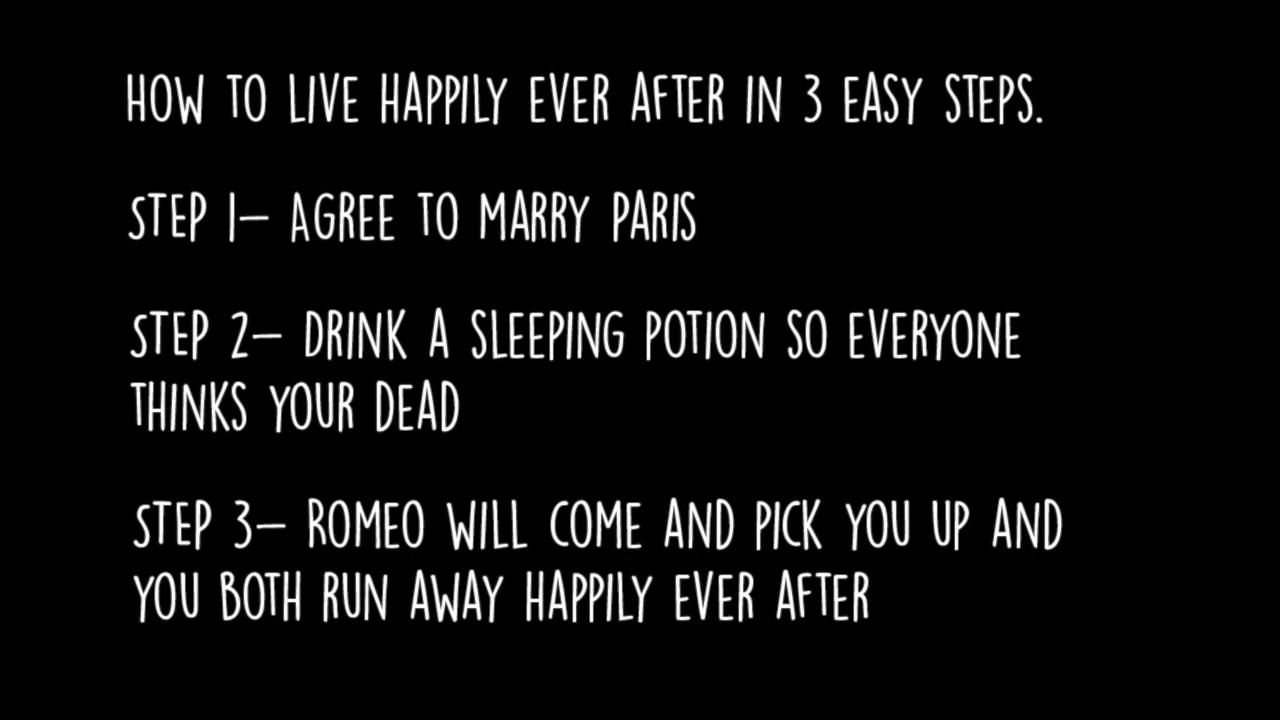 HOW TO LIVE HAPPILY EVER AFTER IN 3 EASY STEPS.
STEP 1– AGREE TO MARRY PARIS
STEP 2– DRINK A SLEEPING POTION SO EVERYONE
THINKS YOUR DEAD
STEP 3– ROMEO WILL COME AND PICK YOU UP AND
YOU BOTH RUN AWAY HAPPILY EVER AFTER